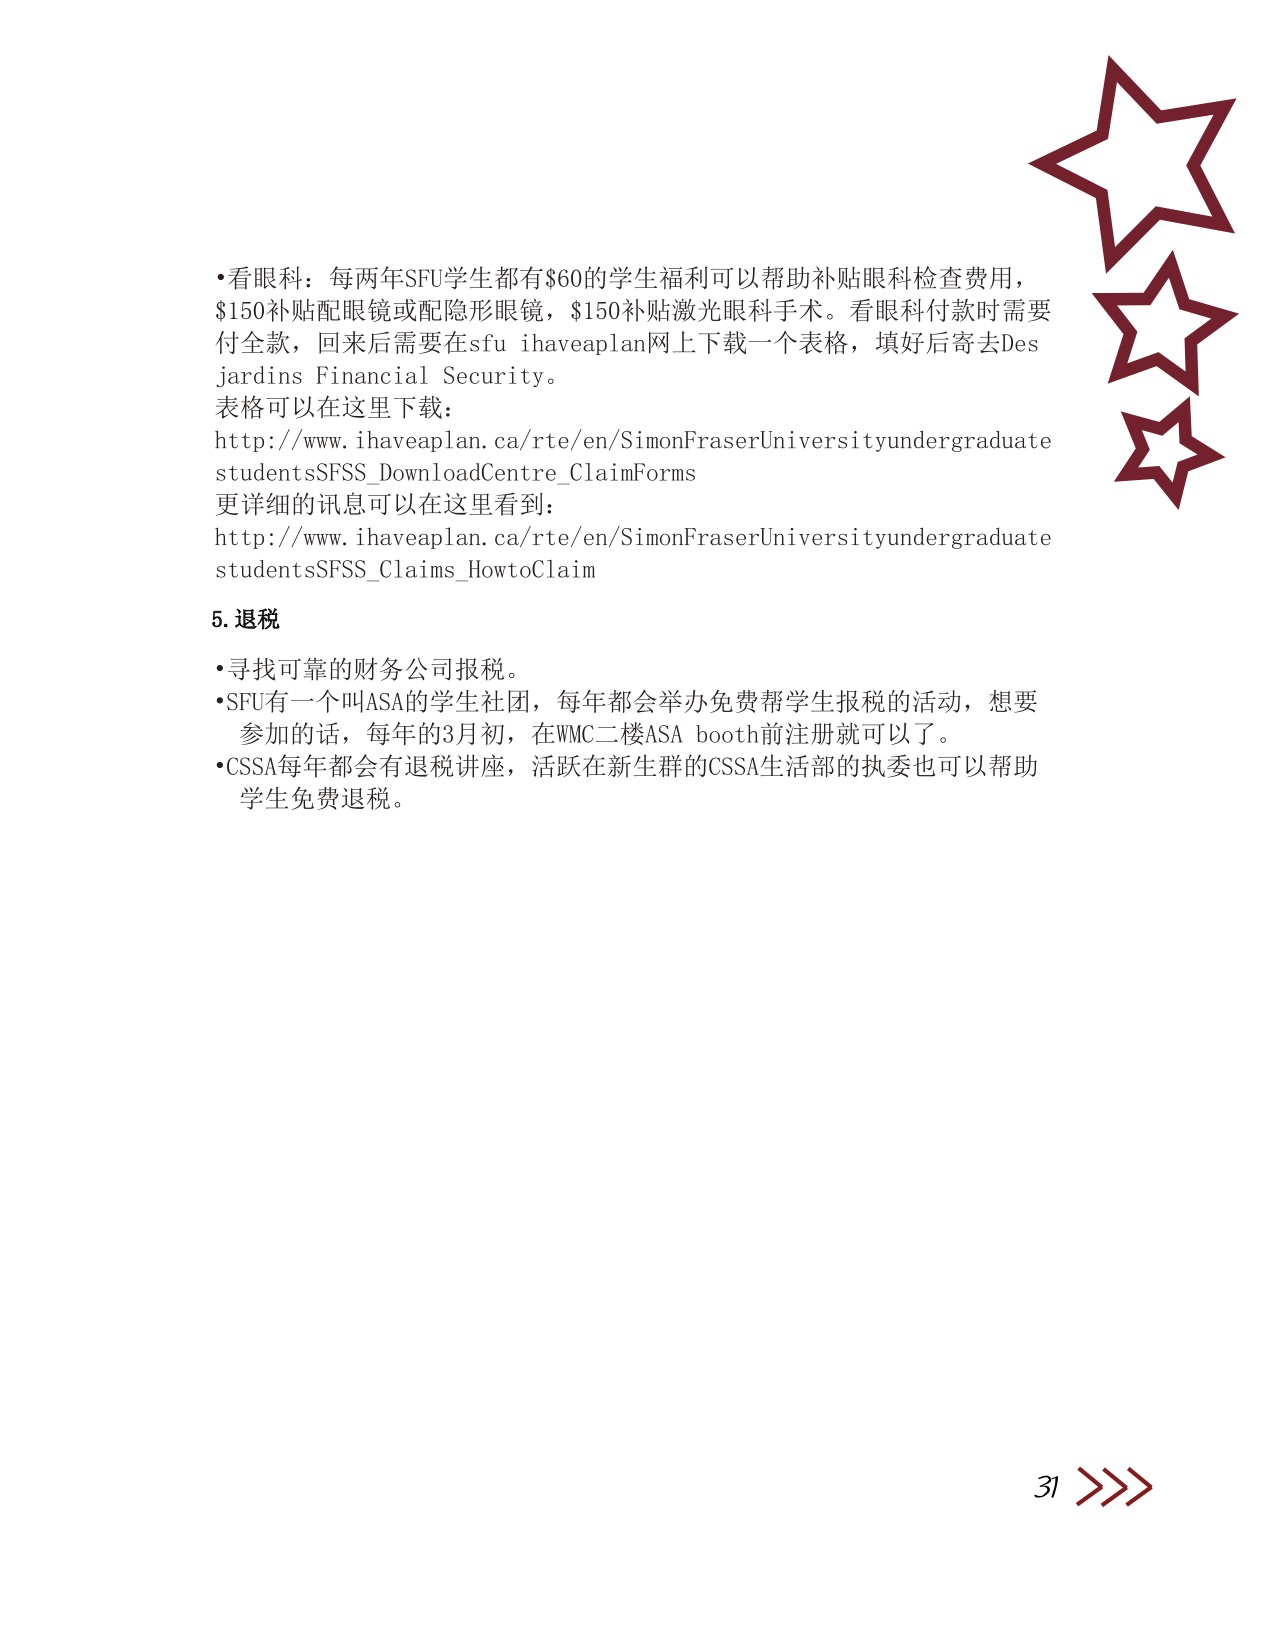 •看眼科：每两年SFU学生都有$60的学生福利可以帮助补贴眼科检查费用，
$150补贴配眼镜或配隐形眼镜，$150补贴激光眼科手术。看眼科付款时需要
付全款，回来后需要在sfu ihaveaplan网上下载一个表格，填好后寄去Des
jardins Financial Security。
表格可以在这里下载：
http://www.ihaveaplan.ca/rte/en/SimonFraserUniversityundergraduate
studentsSFSS_DownloadCentre_ClaimForms
更详细的讯息可以在这里看到：
http://www.ihaveaplan.ca/rte/en/SimonFraserUniversityundergraduate
studentsSFSS_Claims_HowtoClaim
5.退税
•寻找可靠的财务公司报税。
•SFU有一个叫ASA的学生社团，每年都会举办免费帮学生报税的活动，想要
参加的话，每年的3月初，在WMC二楼ASA booth前注册就可以了。
•CSSA每年都会有退税讲座，活跃在新生群的CSSA生活部的执委也可以帮助
学生免费退税。
31